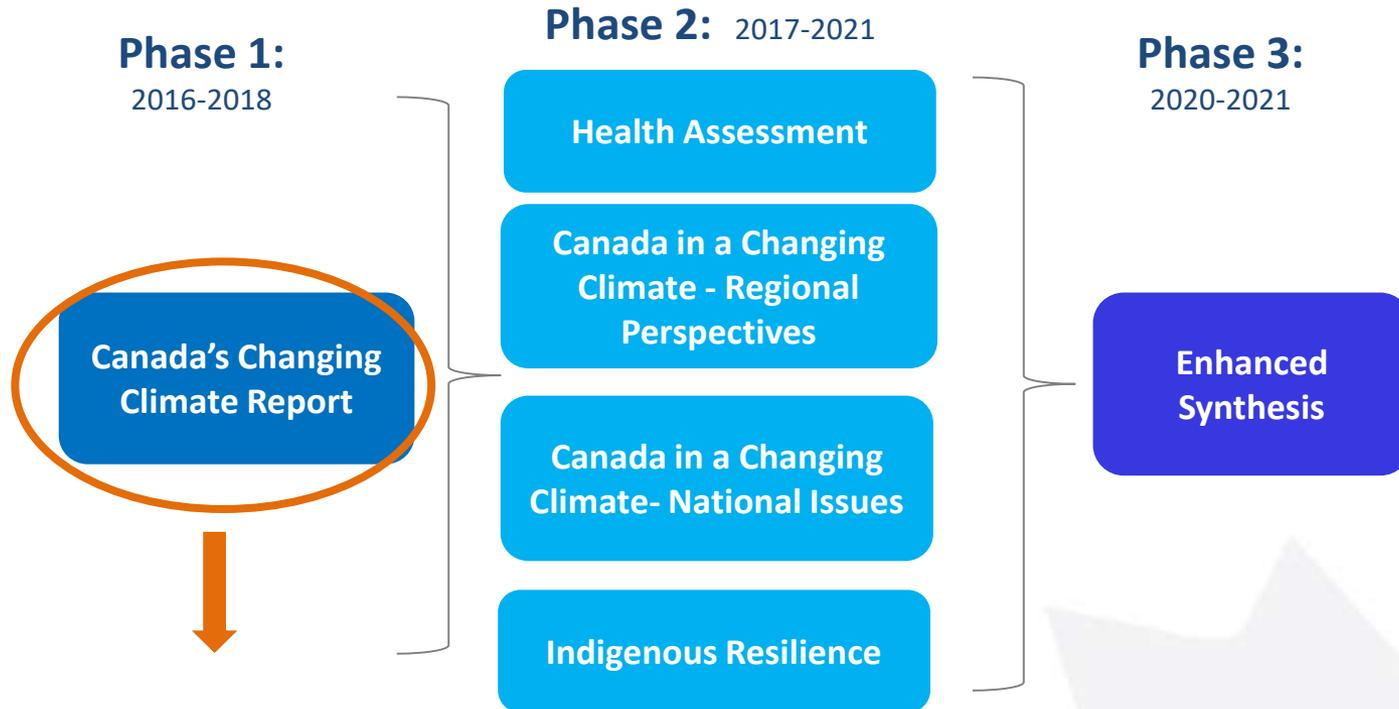 Phase 1:
2016-2018
Canada’s Changing
Climate Report
Phase 2: 2017-2021
Health Assessment
Canada in a Changing
Climate - Regional
Perspectives
Canada in a Changing
Climate- National Issues
Indigenous Resilience
Phase 3:
2020-2021
Enhanced
Synthesis